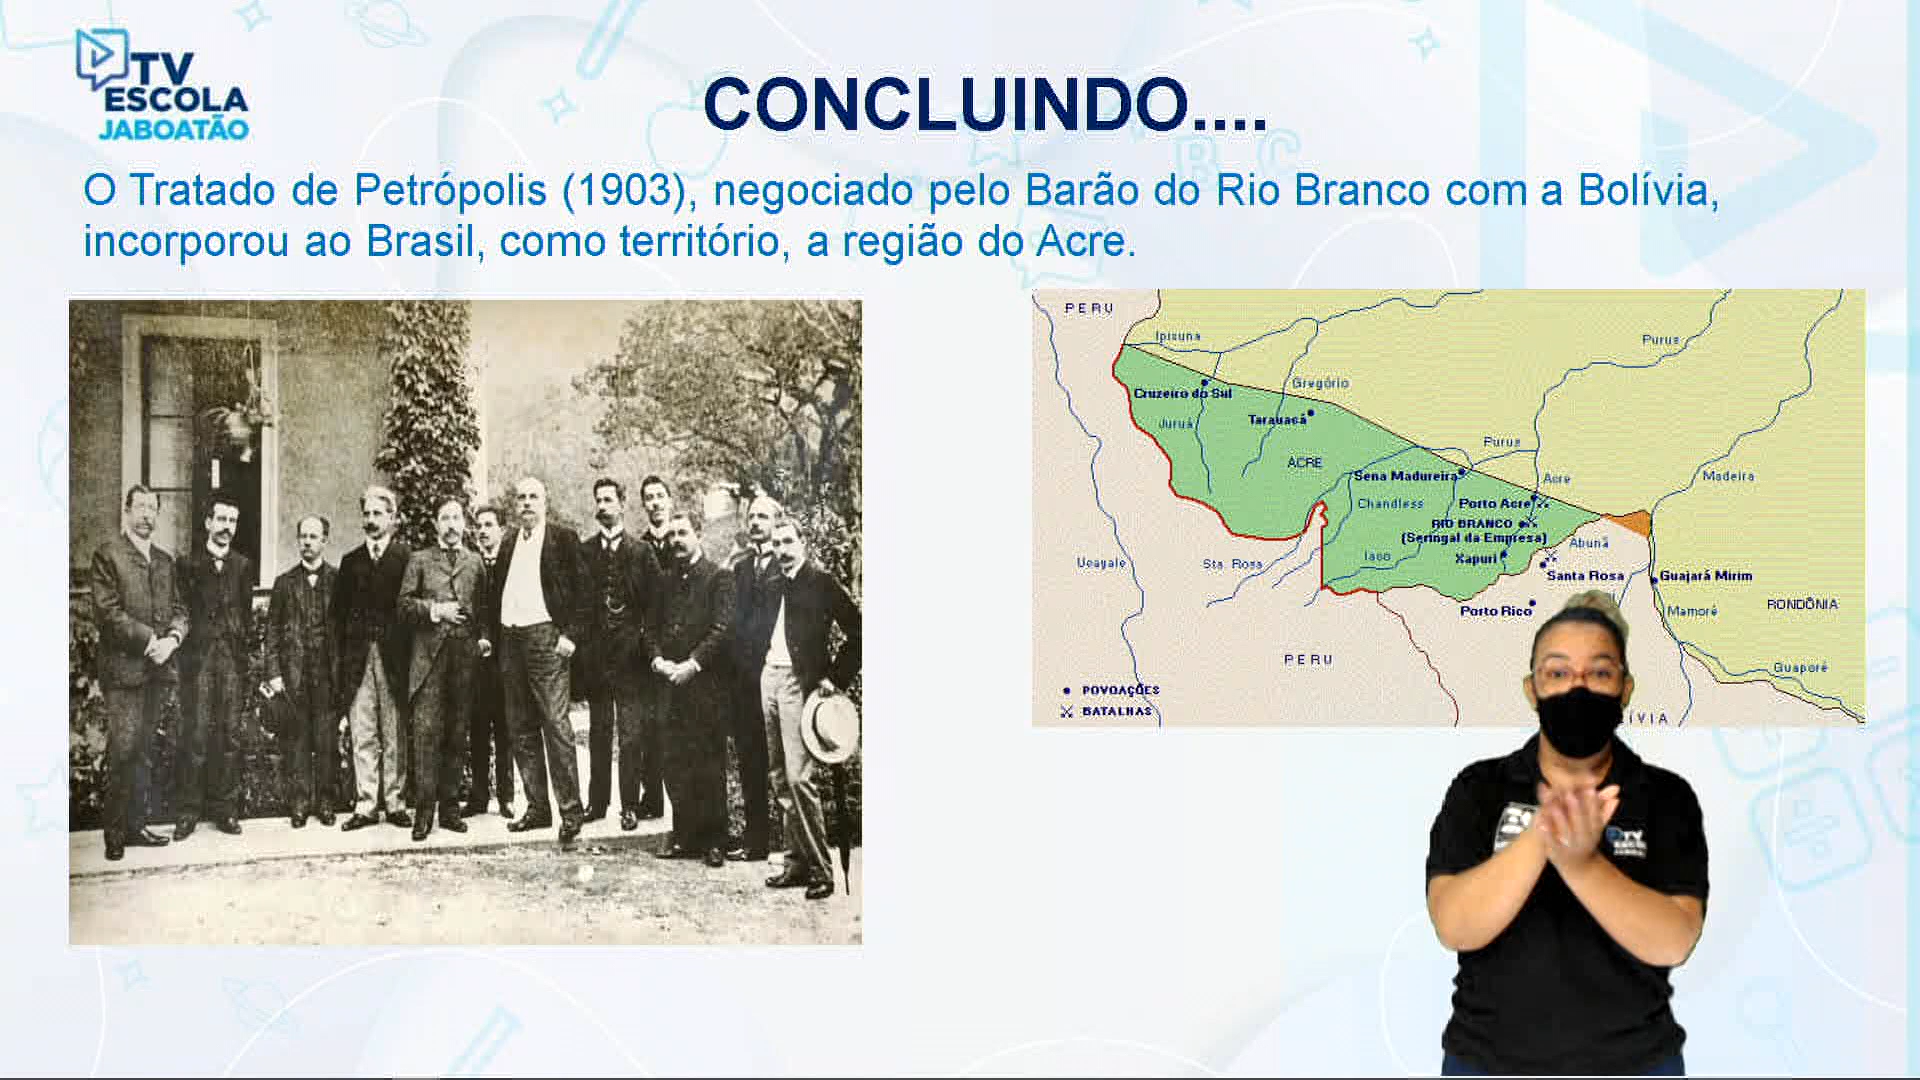 TV
ESCOLA
JABOATÃO
CONCLUINDO....
O Tratado de Petrópolis (1903), negociado pelo Barão do Rio Branco com a Bolívia,
incorporou ao Brasil, como território, a região do Acre.
PERU
Ipixuna
Purus
Cruzeiro do Sul
Gregório
Juruá
Tarauacá
Purus
ACRE
Sena Madureira
Acre
Madeira
Chandless
Porto Acre
RIO BRANCO
(Seringal da Empresa)
Abunã
Iaco
Xapuri
Ucayale
Sta. Rosa
Santa Rosa
Guajará Mirim
Porto Rico
Mamoré
RONDÔNIA
PERU
Guaporé
POVOAÇÕES
BATALHAS
ÍVIA
TV
ESCOLA